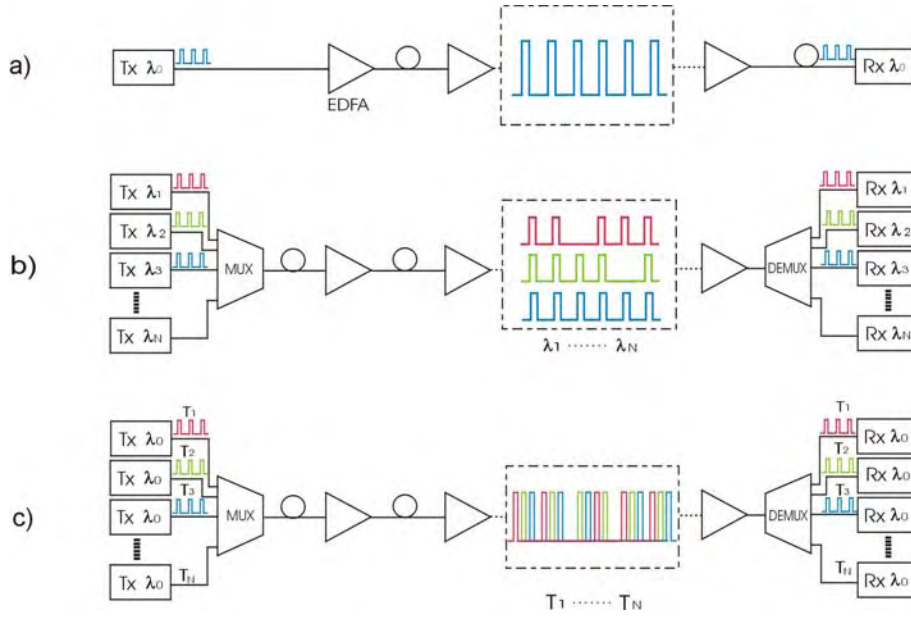 a)
Tx λ0
EDFA
Rx λ0
b)
Tx λ1
Tx λ2
Tx λ3
Tx λN
MUX
λ1 ........ λN
DEMUX
Rx λ1
Rx λ2
Rx λ3
Rx λN
c)
Tx λ0
T1
Tx λ0
T2
Tx λ0
T3
Tx λ0
TN
MUX
T1 ........ TN
DEMUX
T1
Rx λ0
T2
Rx λ0
T3
Rx λ0
TN
Rx λ0